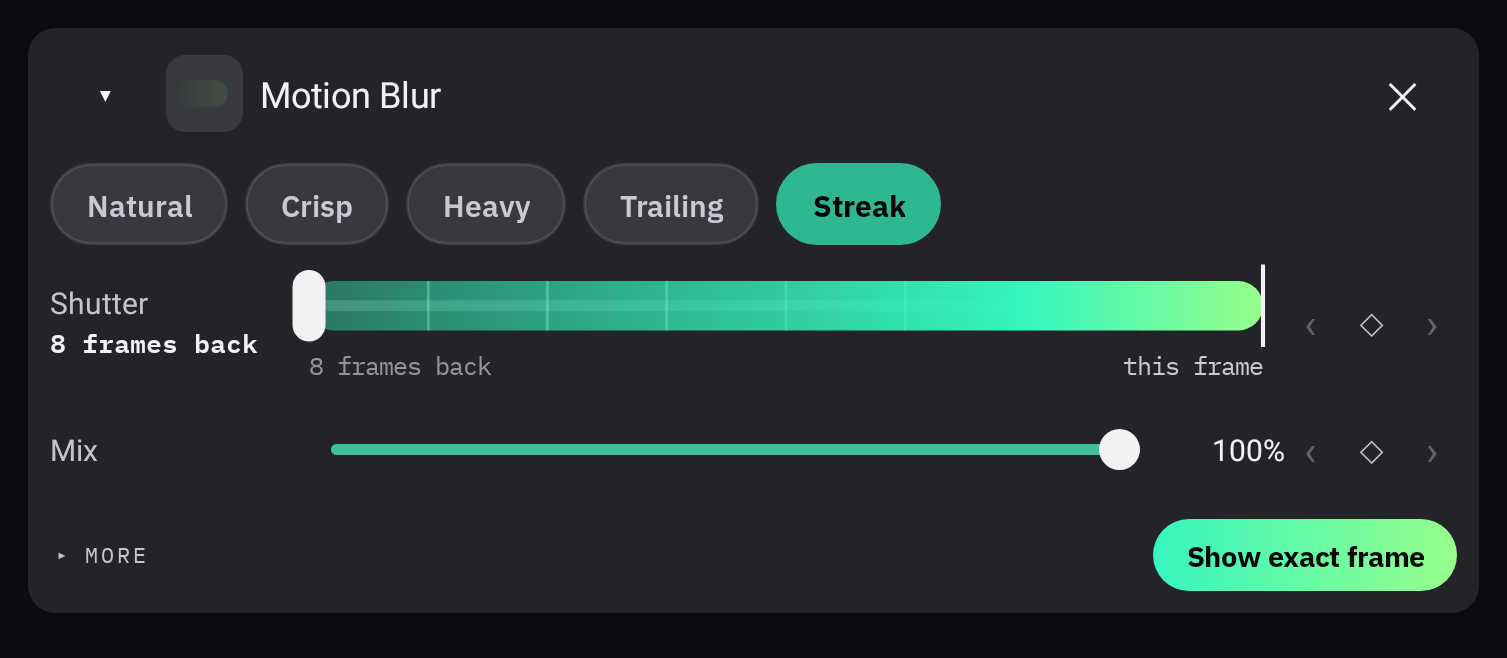 Motion Blur
Natural Crisp Heavy Trailing Streak
Shutter
8 frames back
8 frames back this frame
Mix 100%
MORE
Show exact frame